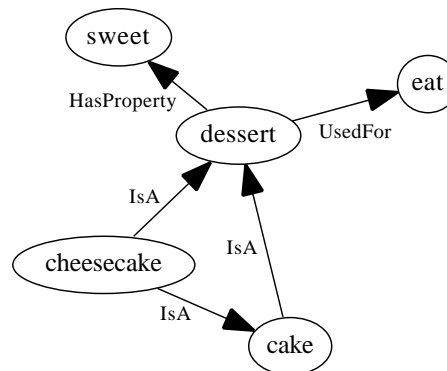 sweet
eat
HasProperty
dessert
UsedFor
IsA
IsA
cheesecake
IsA
cake